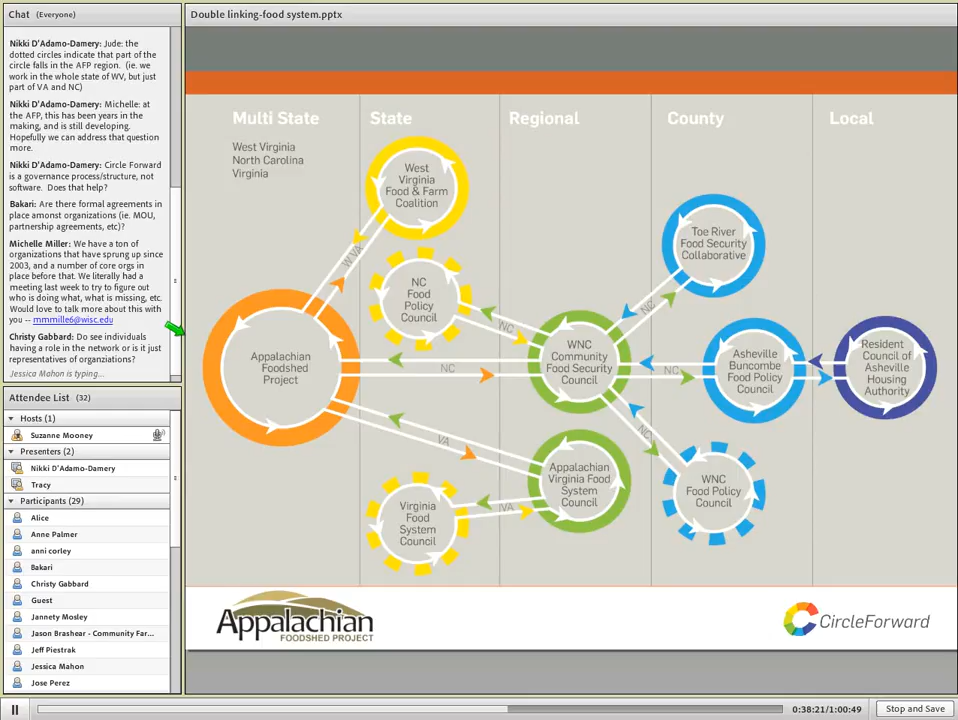 Chat (Everyone)
Nikki D'Adamo-Damery: Jude: the
dotted circles indicate that part of the
circle falls in the AFP region. (ie. we
work in the whole state of WV, but just
part of VA and NC)
Nikki D'Adamo-Damery: Michelle: at
the AFP, this has been years in the
making, and is still developing.
Hopefully we can address that question
more.
Nikki D'Adamo-Damery: Circle Forward
is a governance process/structure, not
software. Does that help?
Bakari: Are there formal agreements in
place amonst organizations (ie. MOU,
partnership agreements, etc)?
Michelle Miller: We have a ton of
organizations that have sprung up since
2003, and a number of core orgs in
place before that. We literally had a
meeting last week to try to figure out
who is doing what, what is missing, etc.
Would love to talk more about this with
you -- mmmille6@wisc.edu
Christy Gabbard: Do see individuals
having a role in the network or is it just
representatives of organziations?
Jessica Mahon is typing...
Attendee List (32)
Hosts (1)
Suzanne Mooney
Presenters (2)
Nikki D'Adamo-Damery
Tracy
Participants (29)
Alice
Anne Palmer
anni corley
Bakari
Christy Gabbard
Guest
Jannety Mosley
Jason Brashear - Community Far...
Jeff Piestrak
Jessica Mahon
Jose Perez
Double linking-food system.pptx
Multi State
State
Regional
County
Local
West Virginia
North Carolina
Virginia
West
Virginia
Food & Farm
Coalition
W VA
NC
Food
Policy
Council
NC
Toe River
Food Security
Collaborative
NC
Appalachian
Foodshed
Project
NC
WNC
Community
Food Security
Council
NC
Asheville
Buncombe
Food Policy
Council
Resident
Council of
Asheville
Housing
Authority
VA
NC
Appalachian
Virginia Food
System
Council
WNC
Food Policy
Council
Virginia
Food
System
Council
VA
Appalachian
FOODSHED PROJECT
CircleForward
0:38:21/1:00:49
Stop and Save